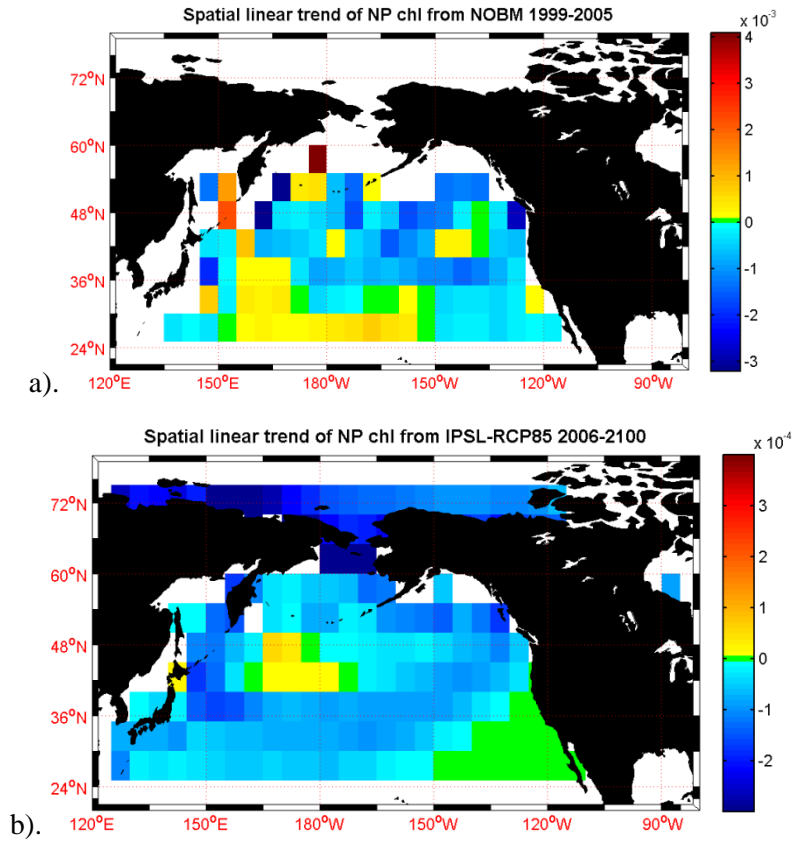 Spatial linear trend of NP chl from NOBM 1999-2005
x 10⁻³
4
3
2
1
0
-1
-2
-3
72°N
60°N
48°N
36°N
24°N
120°E 150°E 180°W 150°W 120°W 90°W
a).
Spatial linear trend of NP chl from IPSL-RCP85 2006-2100
x 10⁻⁴
3
2
1
0
-1
-2
72°N
60°N
48°N
36°N
24°N
120°E 150°E 180°W 150°W 120°W 90°W
b).